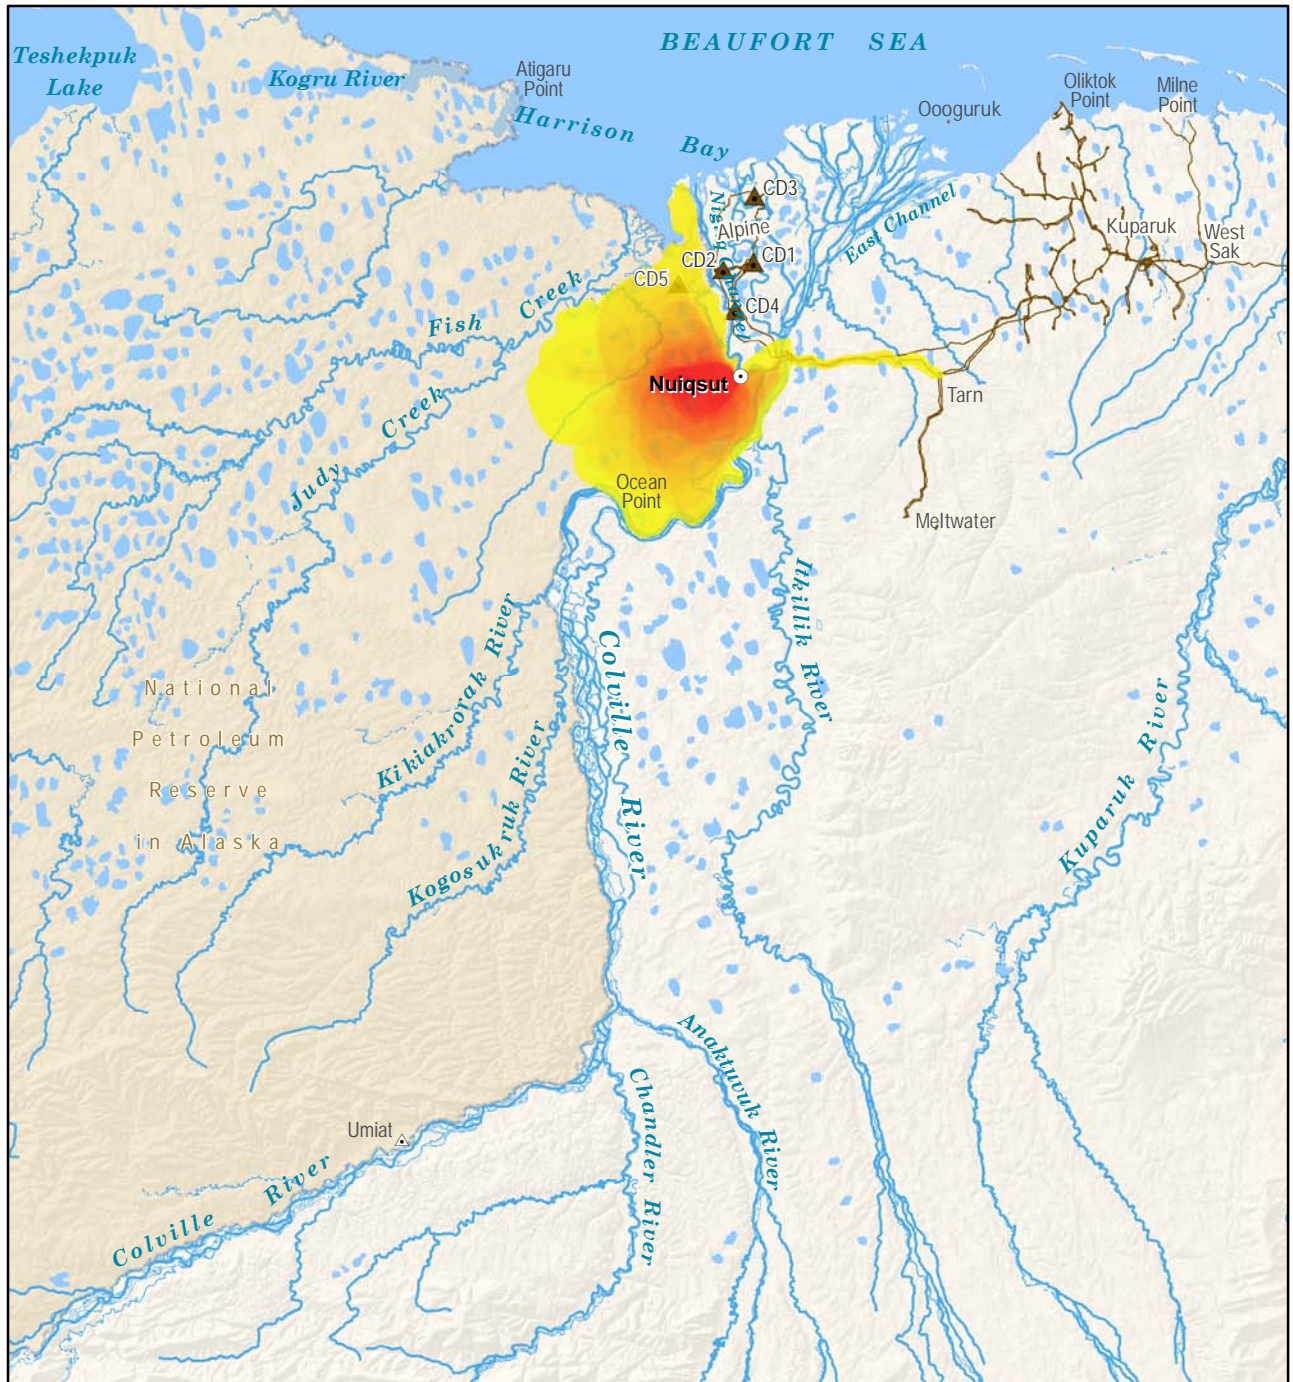 BEAUFORT SEA
Teshekpuk
Lake
Kogru River
Atigaru
Point
Harrison Bay
Oooguruk
Oliktok
Point
Milne
Point
CD3
Alpine
CD2
CD1
CD5
CD4
East Channel
Kuparuk
West
Sak
Fish Creek
Judy Creek
Nuiqsut
Tarn
Ocean
Point
Meltwater
Itkillik River
Colville River
Kikiakrorak River
Kogosukruk River
National
Petroleum
Reserve
in Alaska
Kuparuk River
Anaktuvuk River
Chandler River
Umiat
Colville River